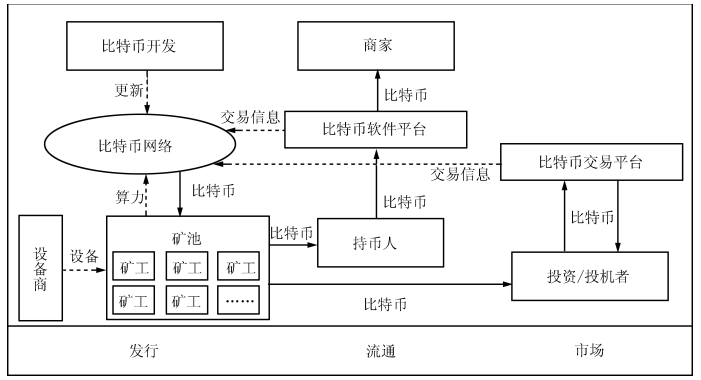 比特币开发
商家
更新
比特币
交易信息
比特币软件平台
比特币网络
比特币交易平台
交易信息
算力
比特币
比特币
比特币
设备商
设备
矿池
比特币
持币人
矿工 矿工 矿工
矿工 矿工 ……
投资/投机者
比特币
发行 流通 市场